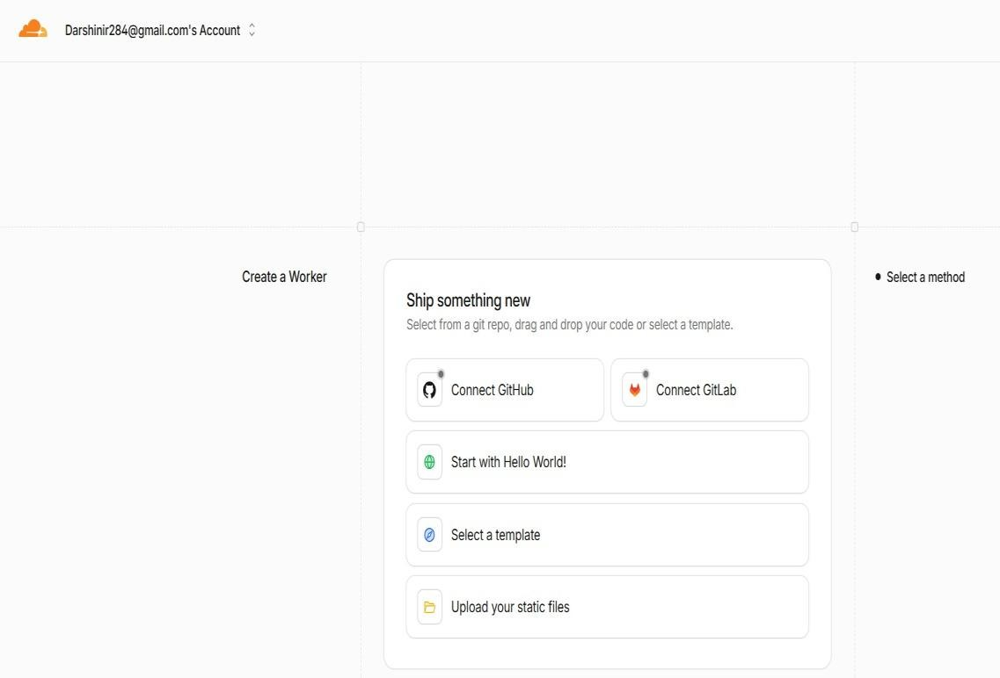 Darshinir284@gmail.com's Account
Create a Worker
Ship something new
Select from a git repo, drag and drop your code or select a template.
Connect GitHub
Connect GitLab
Start with Hello World!
Select a template
Upload your static files
Select a method